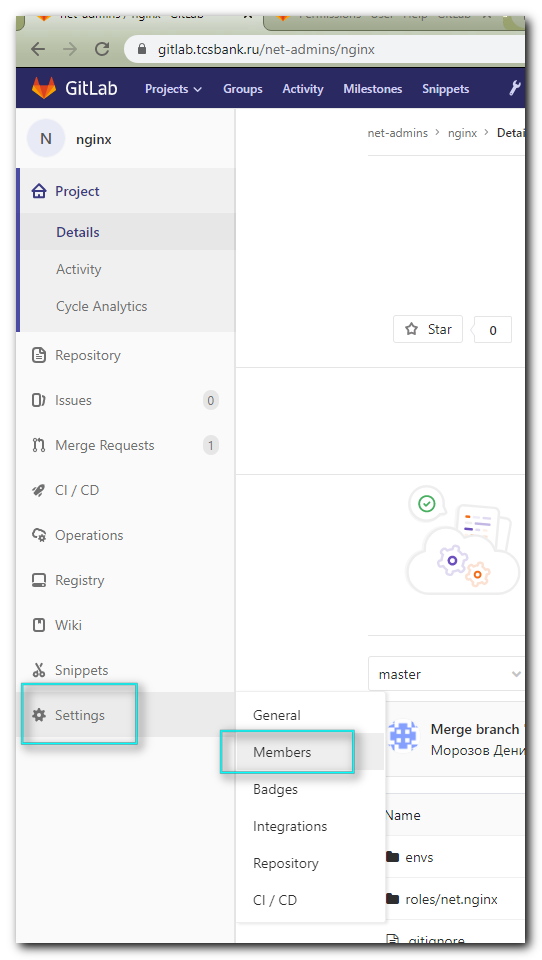 net-admins / nginx · GitLab
Permissions - User · Help · GitLab
gitlab.tcsbank.ru/net-admins/nginx
GitLab Projects Groups Activity Milestones Snippets
N nginx
net-admins > nginx > Detai
Project
Details
Activity
Cycle Analytics
Star 0
Repository
Issues 0
Merge Requests 1
CI / CD
Operations
Registry
Wiki
Snippets
master
Settings
General
Members
Badges
Integrations
Repository
CI / CD
Merge branch '
Морозов Дени
Name
envs
roles/net.nginx
.gitignore